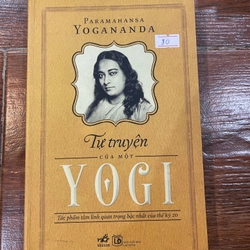 PARAMAHANSA
YOGANANDA
Tự truyện
CỦA MỘT
YOGI
Tác phẩm tâm linh quan trọng bậc nhất của thế kỷ 20